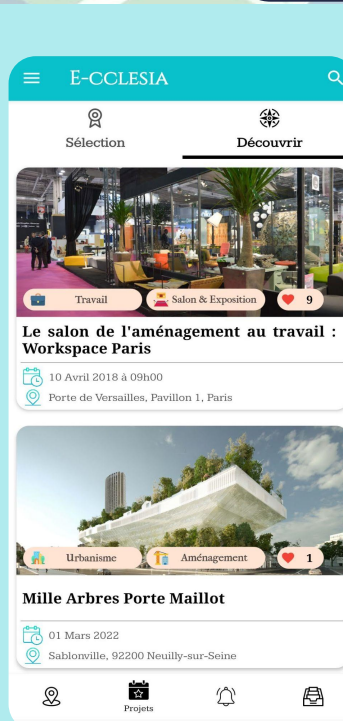 E-CCLESIA
Sélection
Découvrir
Travail
Salon & Exposition
9
Le salon de l'aménagement au travail :
Workspace Paris
10 Avril 2018 à 09h00
Porte de Versailles, Pavillon 1, Paris
Urbanisme
Aménagement
1
Mille Arbres Porte Maillot
01 Mars 2022
Sablonville, 92200 Neuilly-sur-Seine
Projets